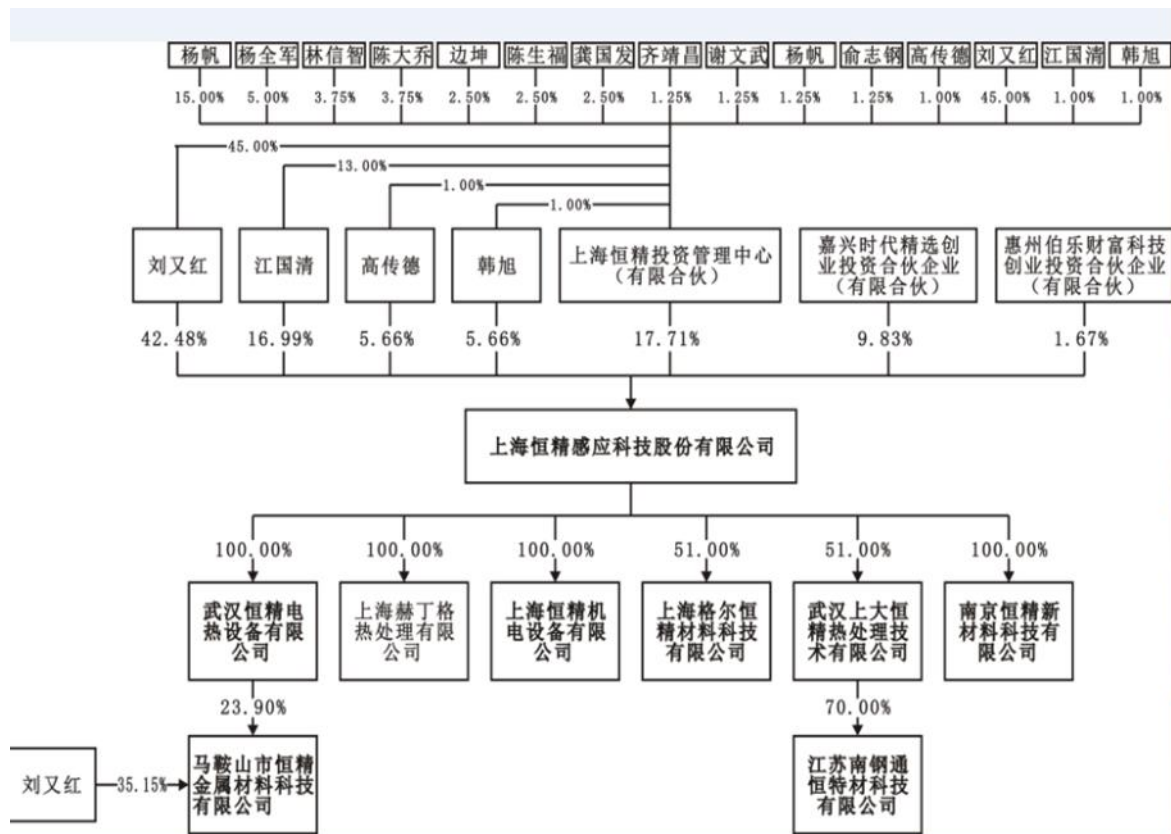 杨帆 杨全军 林信智 陈大乔 边坤 陈生福 龚国发 齐靖昌 谢文武 杨帆 俞志钢 高传德 刘又红 江国清 韩旭
15.00% 5.00% 3.75% 3.75% 2.50% 2.50% 2.50% 1.25% 1.25% 1.25% 1.25% 1.00% 45.00% 1.00% 1.00%
45.00%
13.00%
1.00%
1.00%
刘又红
江国清
高传德
韩旭
上海恒精投资管理中心
（有限合伙）
嘉兴时代精选创
业投资合伙企业
（有限合伙）
惠州伯乐财富科技
创业投资合伙企业
（有限合伙）
42.48% 16.99% 5.66% 5.66% 17.71% 9.83% 1.67%
上海恒精感应科技股份有限公司
100.00% 100.00% 100.00% 51.00% 51.00% 100.00%
武汉恒精电
热设备有限
公司
上海赫丁格
热处理有限
公司
上海恒精机
电设备有限
公司
上海格尔恒
精材料科技
有限公司
武汉上大恒
精热处理技
术有限公司
南京恒精新
材料科技有
限公司
23.90% 70.00%
刘又红
35.15%
马鞍山市恒精
金属材料科技
有限公司
江苏南钢通
恒特材科技
有限公司